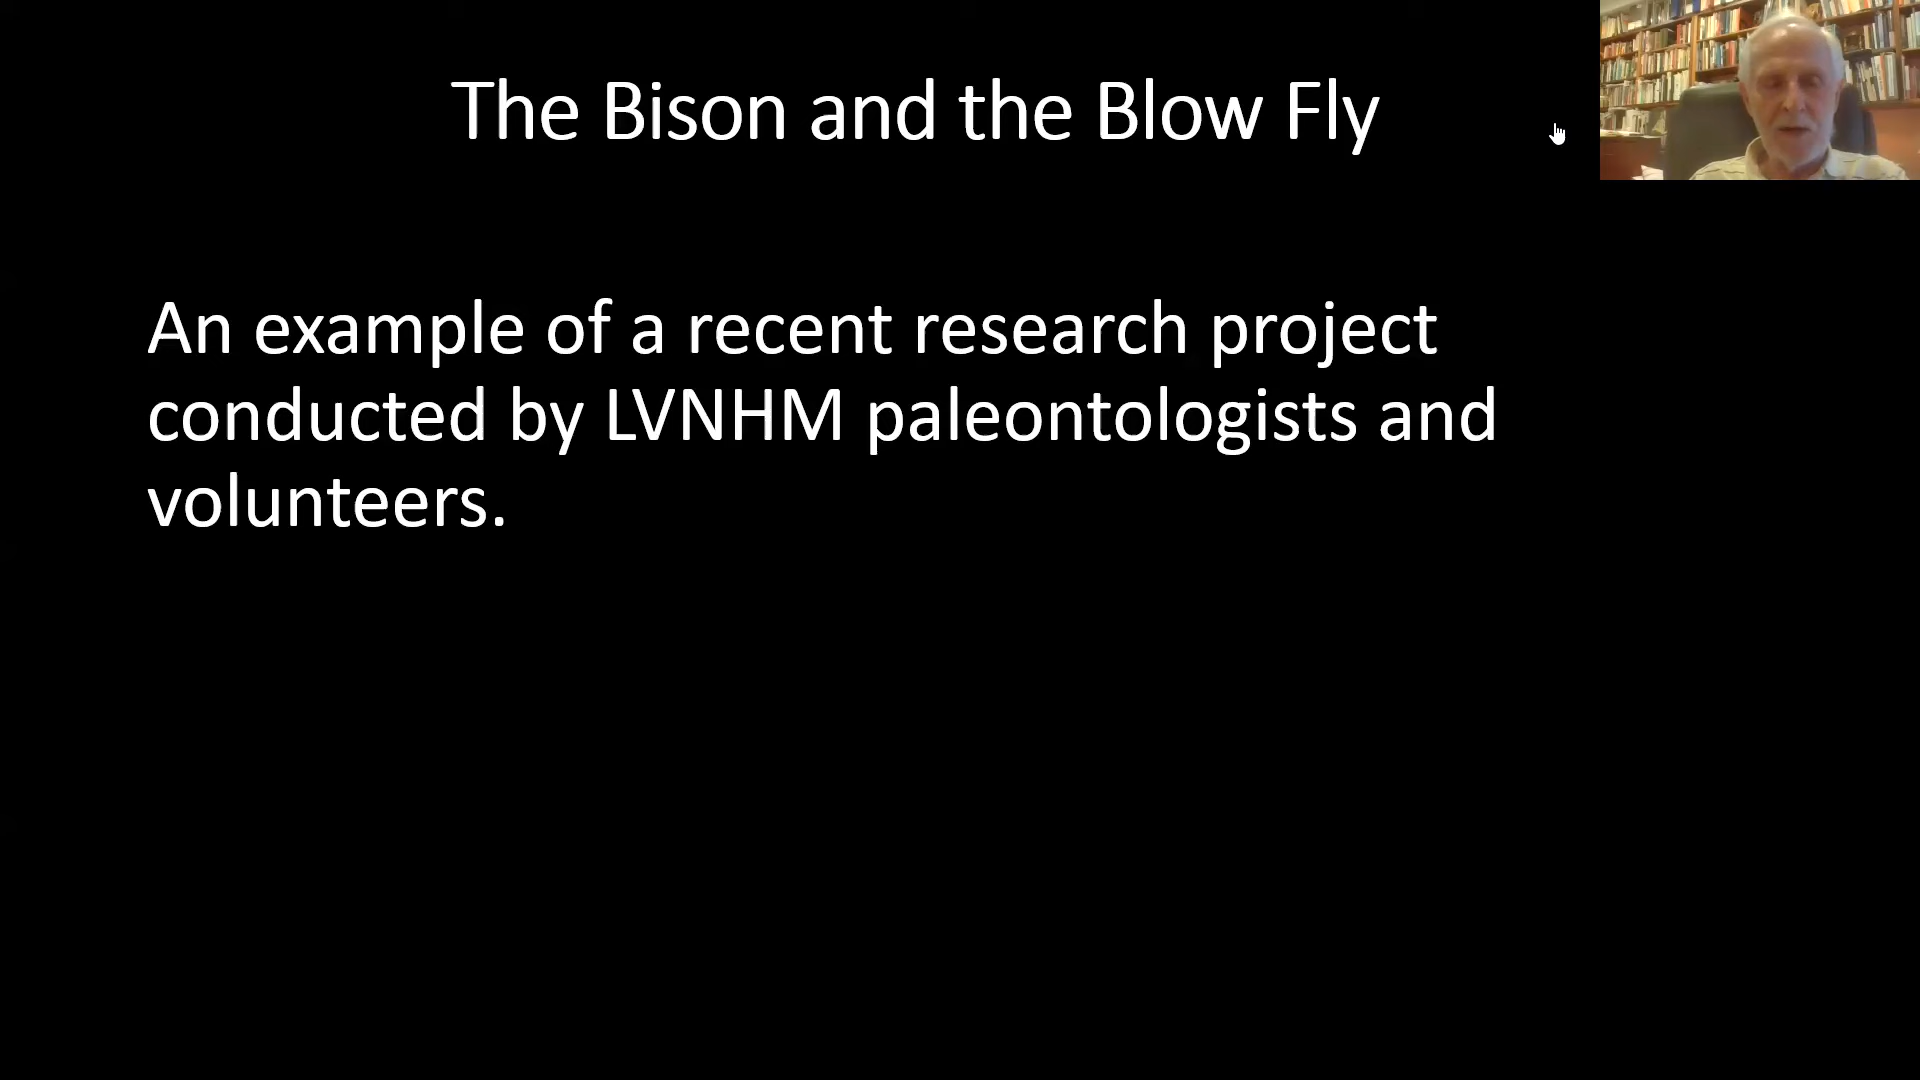 The Bison and the Blow Fly
An example of a recent research project
conducted by LVNHM paleontologists and
volunteers.